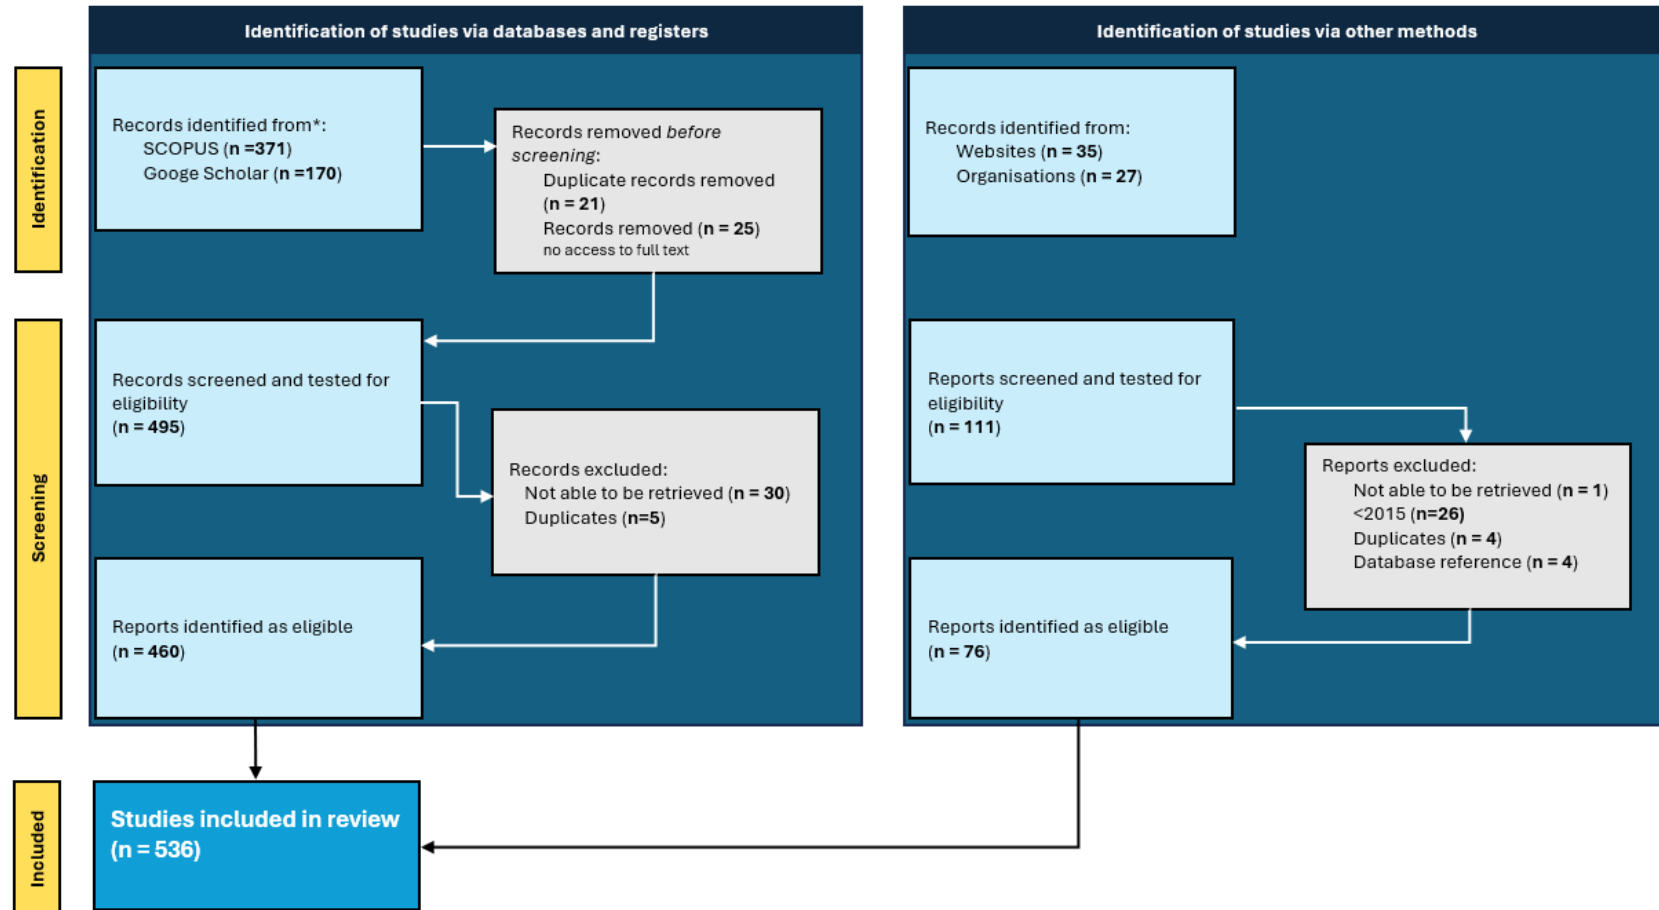 Identification of studies via databases and registers
Identification of studies via other methods
Identification
Records identified from*:
SCOPUS (n =371)
Googe Scholar (n =170)
Records removed before
screening:
Duplicate records removed
(n = 21)
Records removed (n = 25)
no access to full text
Records identified from:
Websites (n = 35)
Organisations (n = 27)
Screening
Records screened and tested for
eligibility
(n = 495)
Records excluded:
Not able to be retrieved (n = 30)
Duplicates (n=5)
Reports identified as eligible
(n = 460)
Reports screened and tested for
eligibility
(n = 111)
Reports excluded:
Not able to be retrieved (n = 1)
<2015 (n=26)
Duplicates (n = 4)
Database reference (n = 4)
Reports identified as eligible
(n = 76)
Included
Studies included in review
(n = 536)